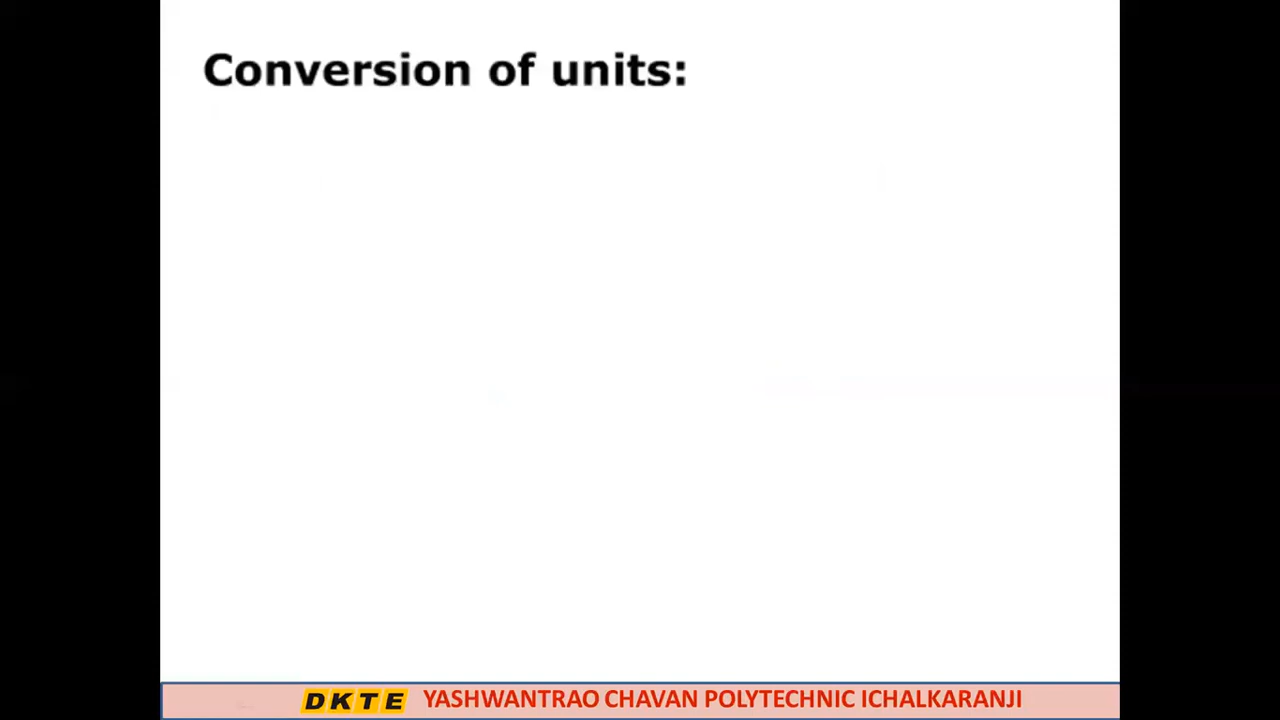 Conversion of units:
DKTE YASHWANTRAO CHAVAN POLYTECHNIC ICHALKARANJI